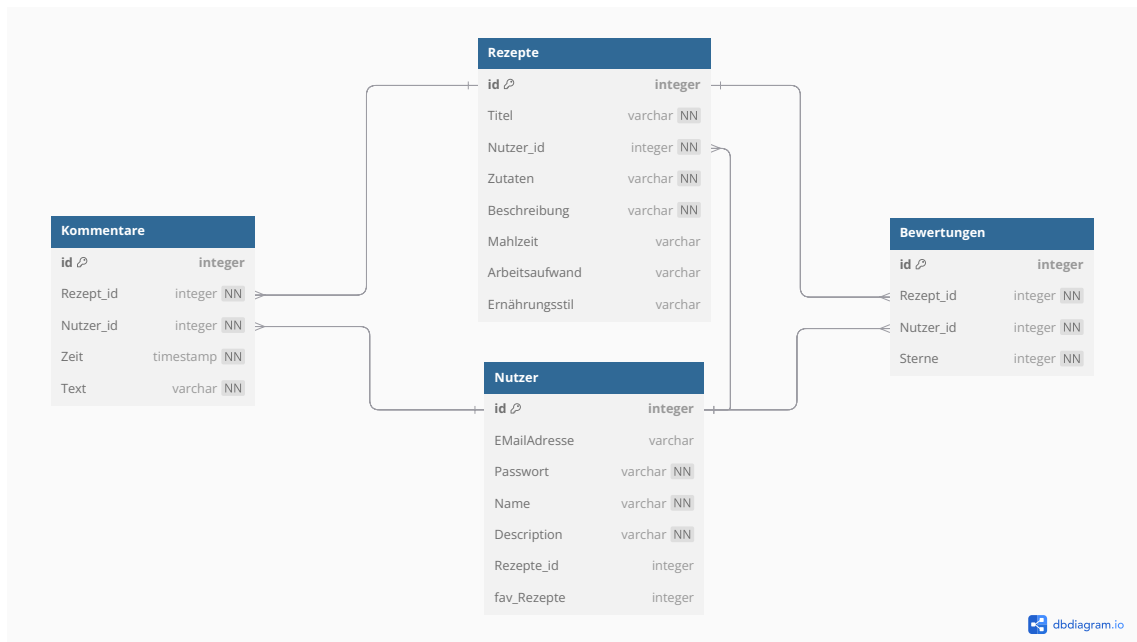 Rezepte
id integer
Titel varchar NN
Nutzer_id integer NN
Zutaten varchar NN
Beschreibung varchar NN
Mahlzeit varchar
Arbeitsaufwand varchar
Ernährungsstil varchar
Kommentare
id integer
Rezept_id integer NN
Nutzer_id integer NN
Zeit timestamp NN
Text varchar NN
Bewertungen
id integer
Rezept_id integer NN
Nutzer_id integer NN
Sterne integer NN
Nutzer
id integer
EMailAdresse varchar
Passwort varchar NN
Name varchar NN
Description varchar NN
Rezepte_id integer
fav_Rezepte integer
dbdiagram.io